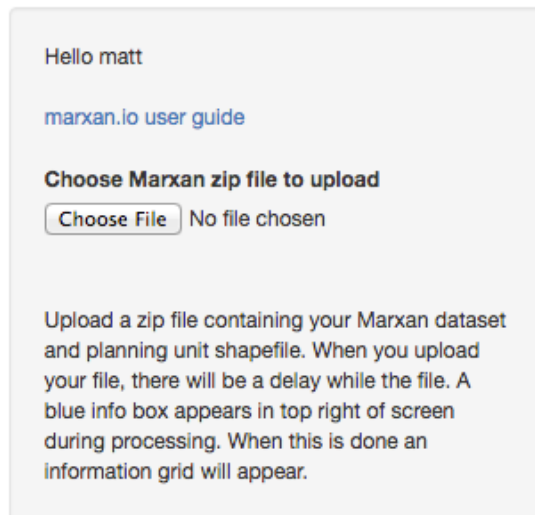 Hello matt
marxan.io user guide
Choose Marxan zip file to upload
Choose File No file chosen
Upload a zip file containing your Marxan dataset
and planning unit shapefile. When you upload
your file, there will be a delay while the file. A
blue info box appears in top right of screen
during processing. When this is done an
information grid will appear.